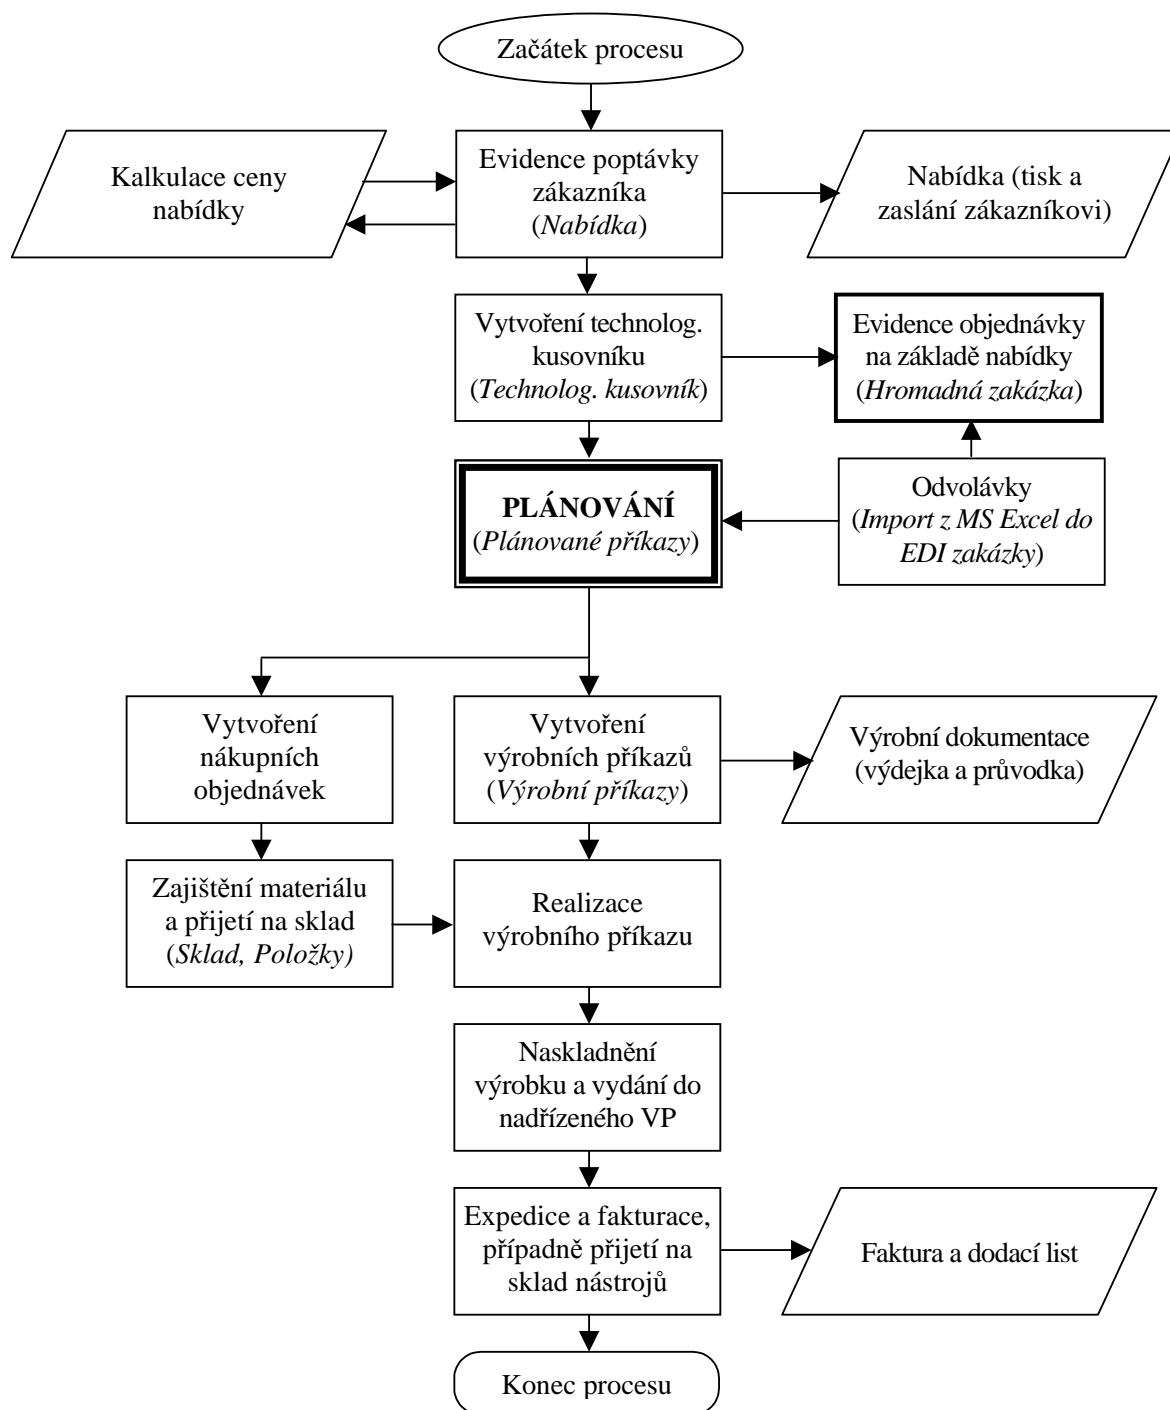 Začátek procesu
Kalkulace ceny
nabídky
Evidence poptávky
zákazníka
(Nabídka)
Nabídka (tisk a
zaslání zákazníkovi)
Vytvoření technolog.
kusovníku
(Technolog. kusovník)
Evidence objednávky
na základě nabídky
(Hromadná zakázka)
PLÁNOVÁNÍ
(Plánované příkazy)
Odvolávky
(Import z MS Excel do
EDI zakázky)
Vytvoření
nákupních
objednávek
Vytvoření
výrobních příkazů
(Výrobní příkazy)
Výrobní dokumentace
(výdejka a průvodka)
Zajištění materiálu
a přijetí na sklad
(Sklad, Položky)
Realizace
výrobního příkazu
Naskladnění
výrobku a vydání do
nadřízeného VP
Expedice a fakturace,
případně přijetí na
sklad nástrojů
Faktura a dodací list
Konec procesu